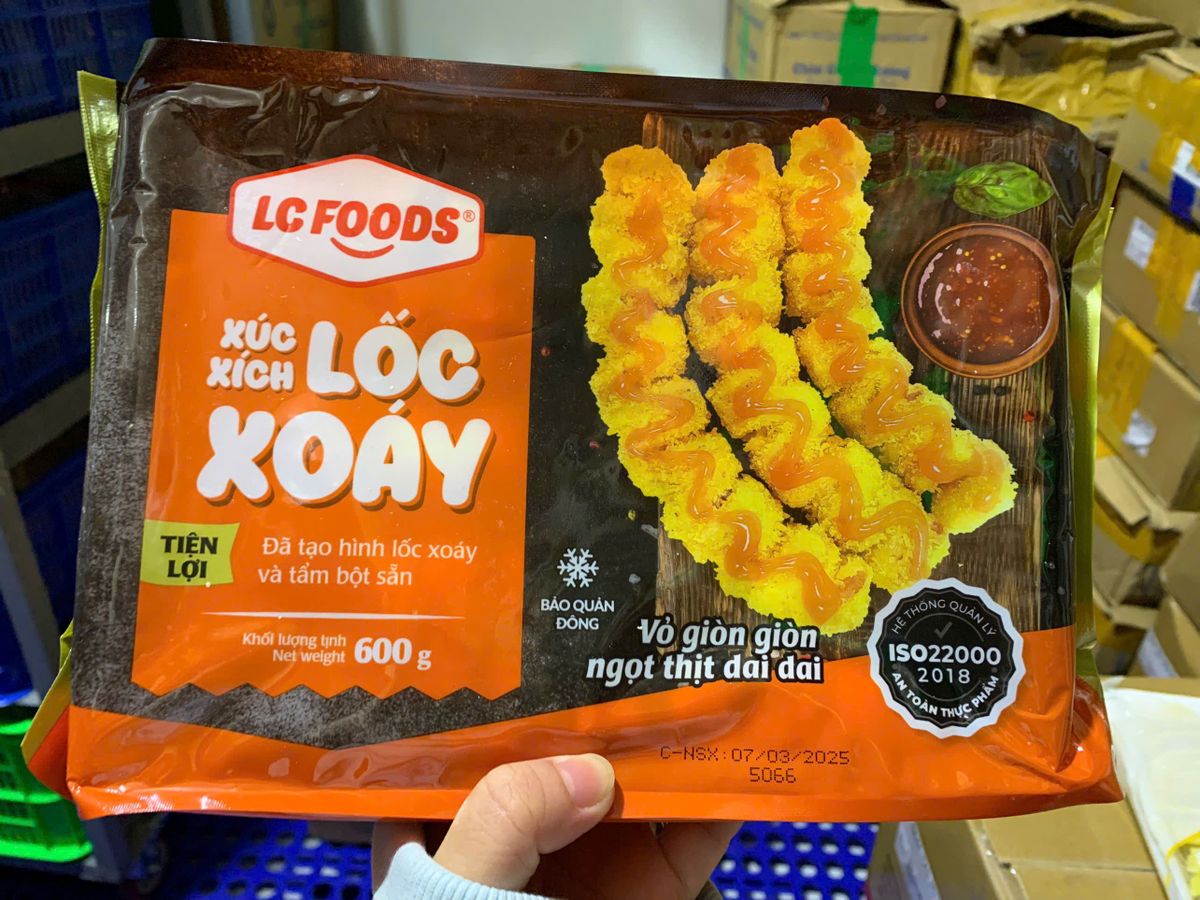 LC FOODS®
XÚC
XÍCH
LỐC
XOÁY
TIỆN
LỢI
Đã tạo hình lốc xoáy
và tẩm bột sẵn
Khối lượng tịnh
Net weight
600 g
BẢO QUẢN
ĐÔNG
Vỏ giòn giòn
ngọt thịt dai dai
HỆ THỐNG QUẢN LÝ
ISO22000
2018
AN TOÀN THỰC PHẨM
C-NSX:07/03/2025
5066